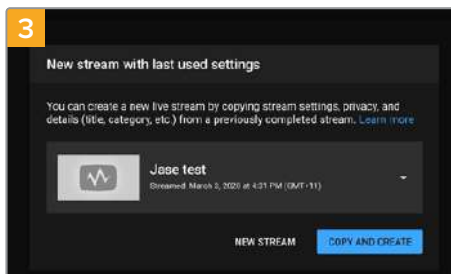 3
New stream with last used settings
You can create a new live stream by copying stream settings, privacy, and
details (title, category, etc.) from a previously completed stream. Learn more
Jase test
Streamed March 3, 2020 at 4:31 PM (GMT+11)
NEW STREAM
COPY AND CREATE